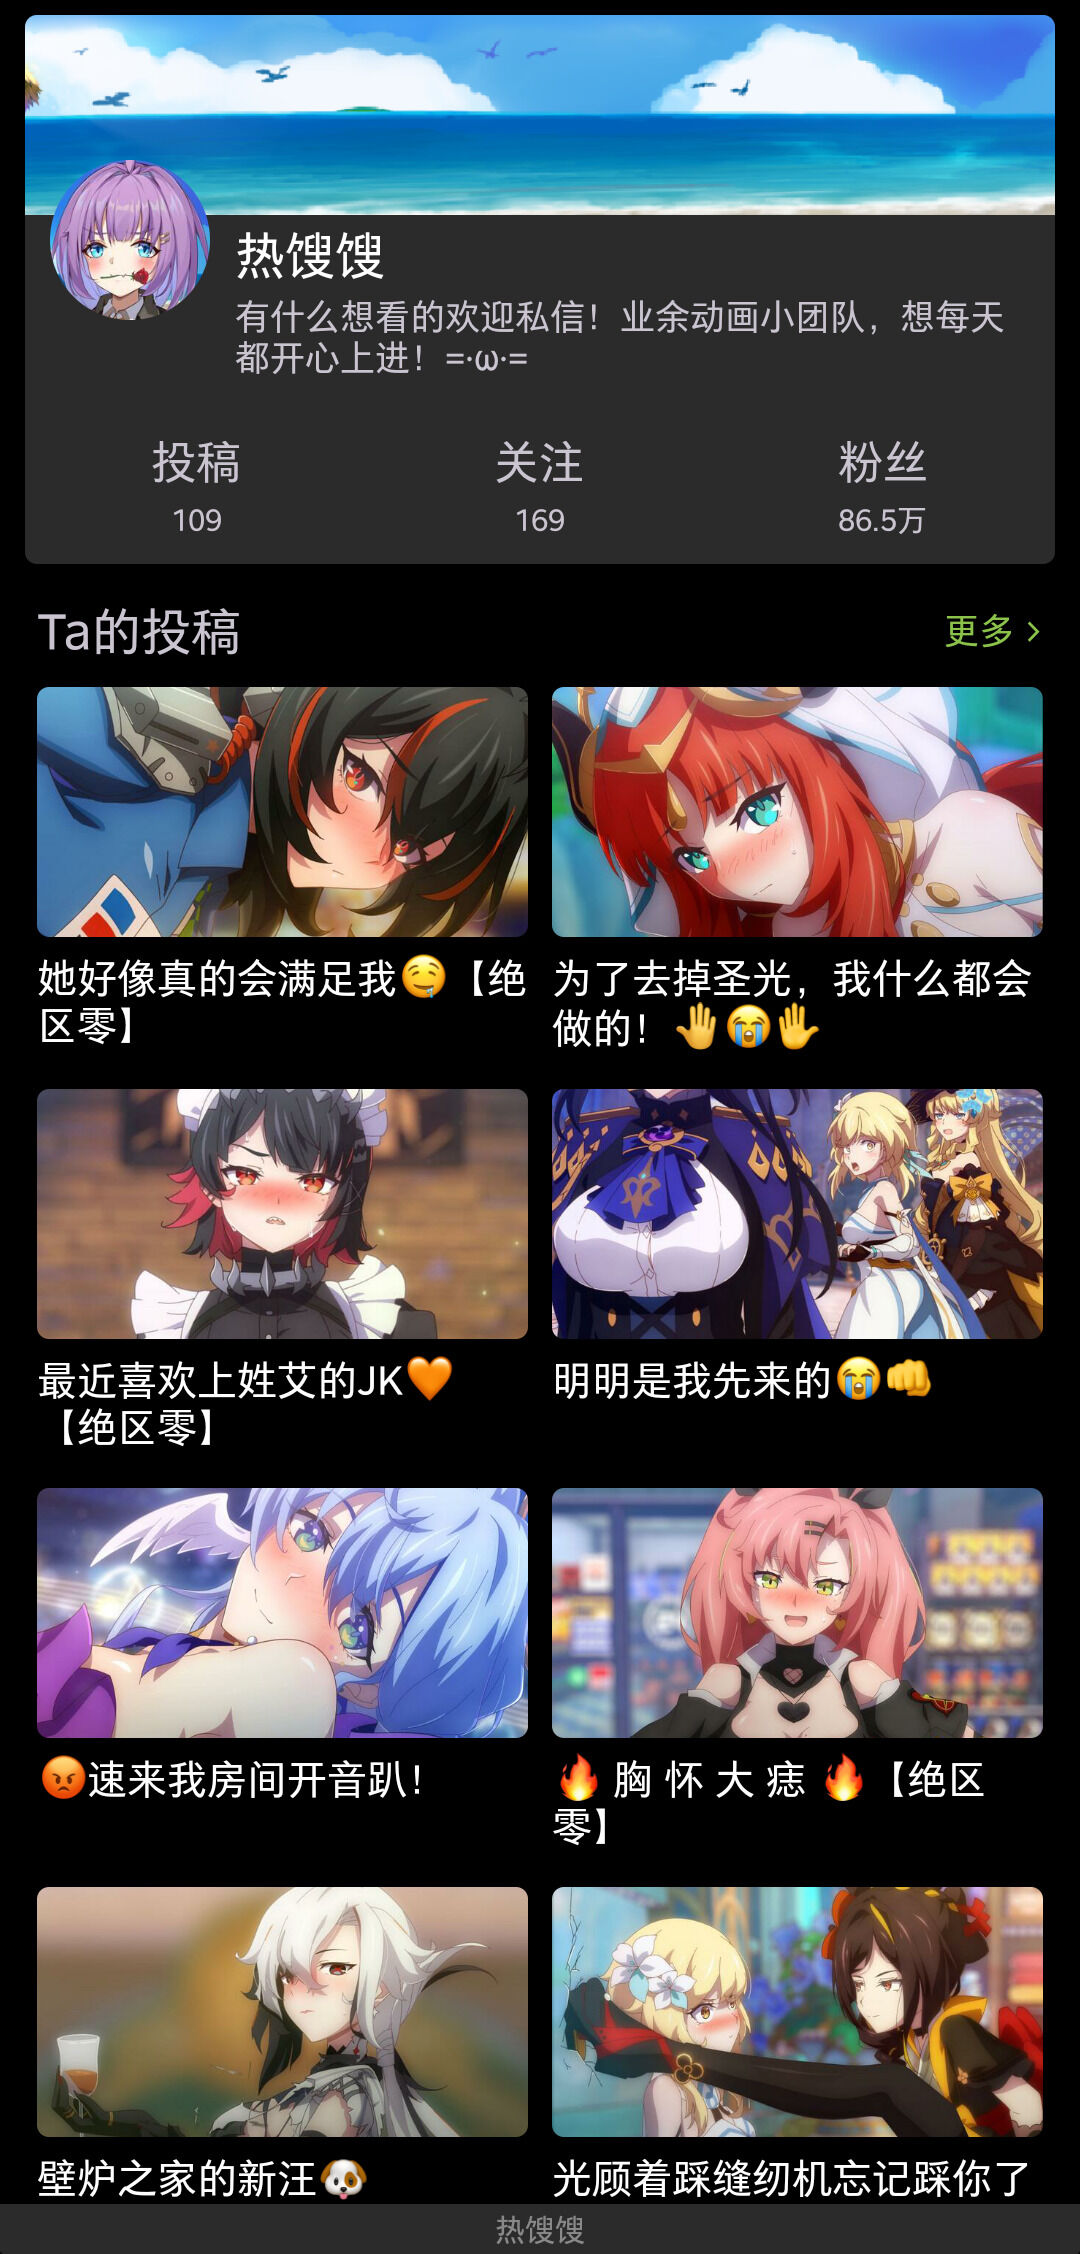 热馊馊
有什么想看的欢迎私信！业余动画小团队，想每天
都开心上进！=·ω·=
投稿
关注
粉丝
109
169
86.5万
Ta的投稿
更多 >
她好像真的会满足我🤤【绝
区零】
为了去掉圣光，我什么都会
做的！🤚😭✋
最近喜欢上姓艾的JK🧡
【绝区零】
明明是我先来的😭👊
😡速来我房间开音趴！
🔥 胸 怀 大 痣 🔥【绝区
零】
壁炉之家的新汪🐶
光顾着踩缝纫机忘记踩你了
热馊馊